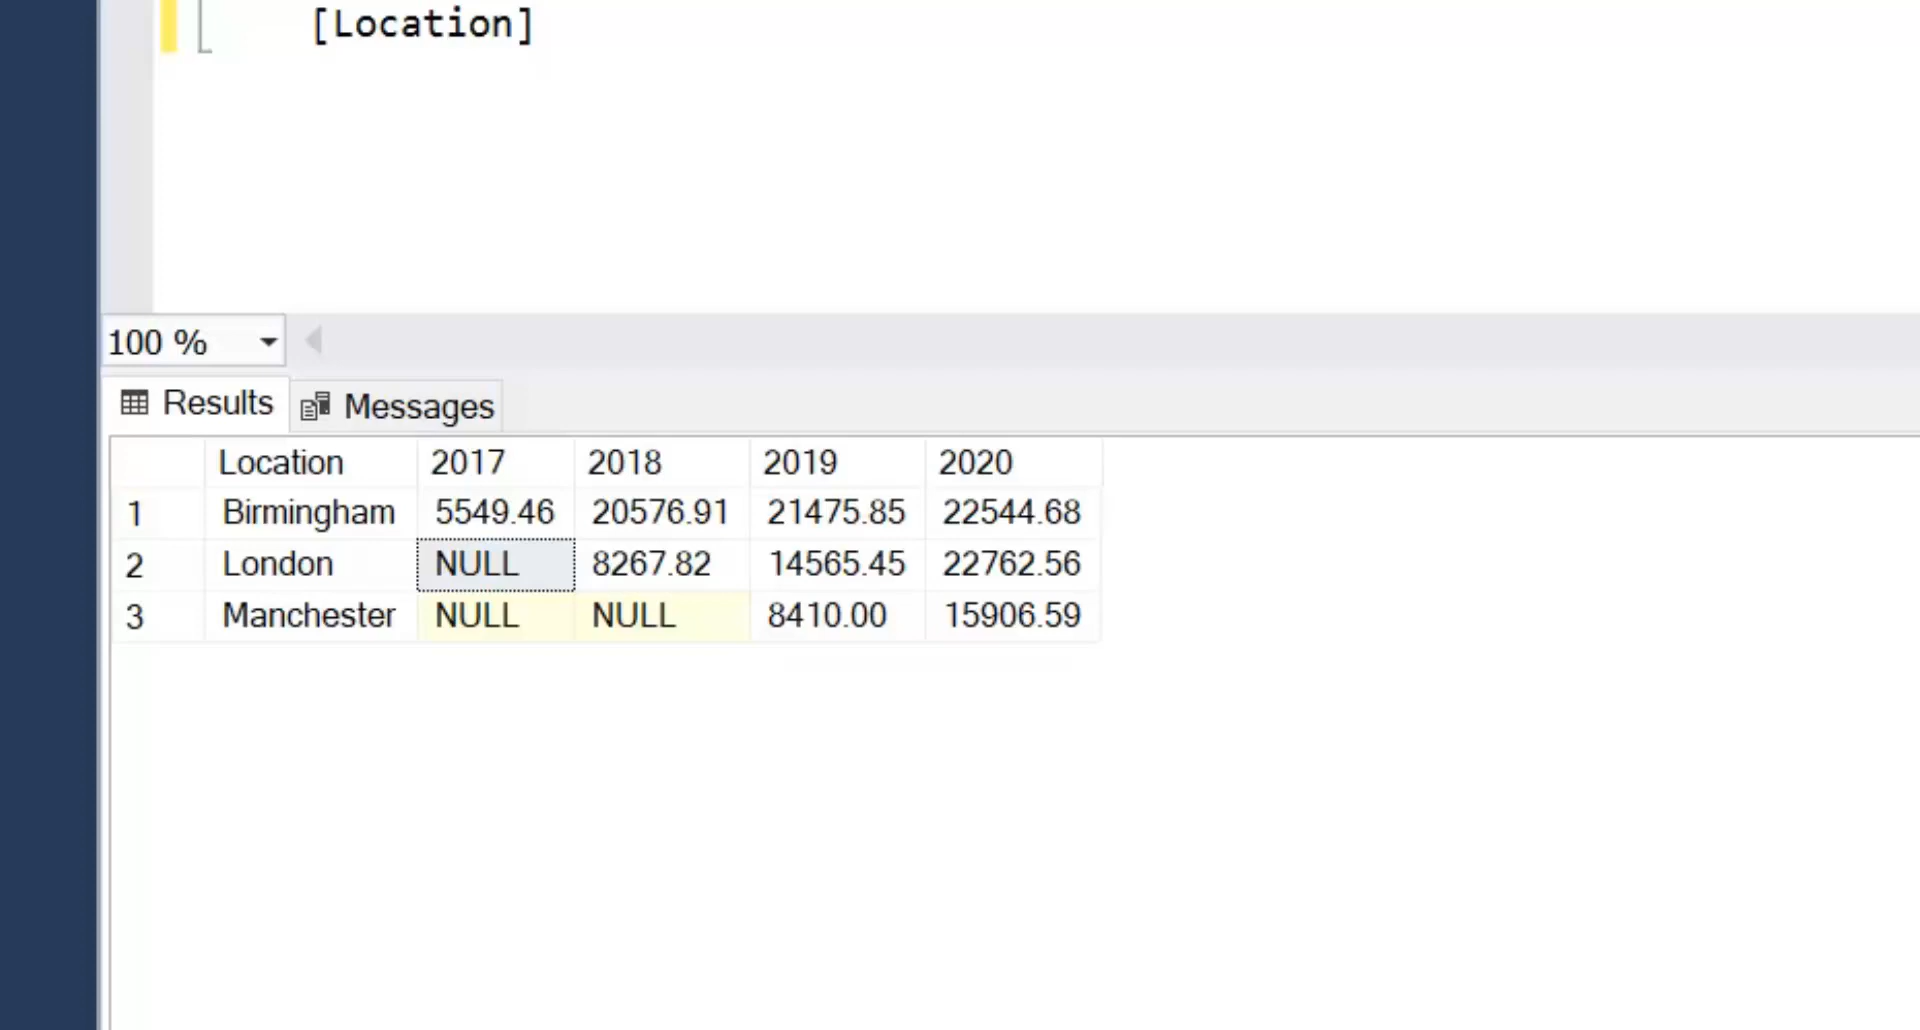 [Location]
100 %
Results Messages
Location 2017 2018 2019 2020
1 Birmingham 5549.46 20576.91 21475.85 22544.68
2 London NULL 8267.82 14565.45 22762.56
3 Manchester NULL NULL 8410.00 15906.59